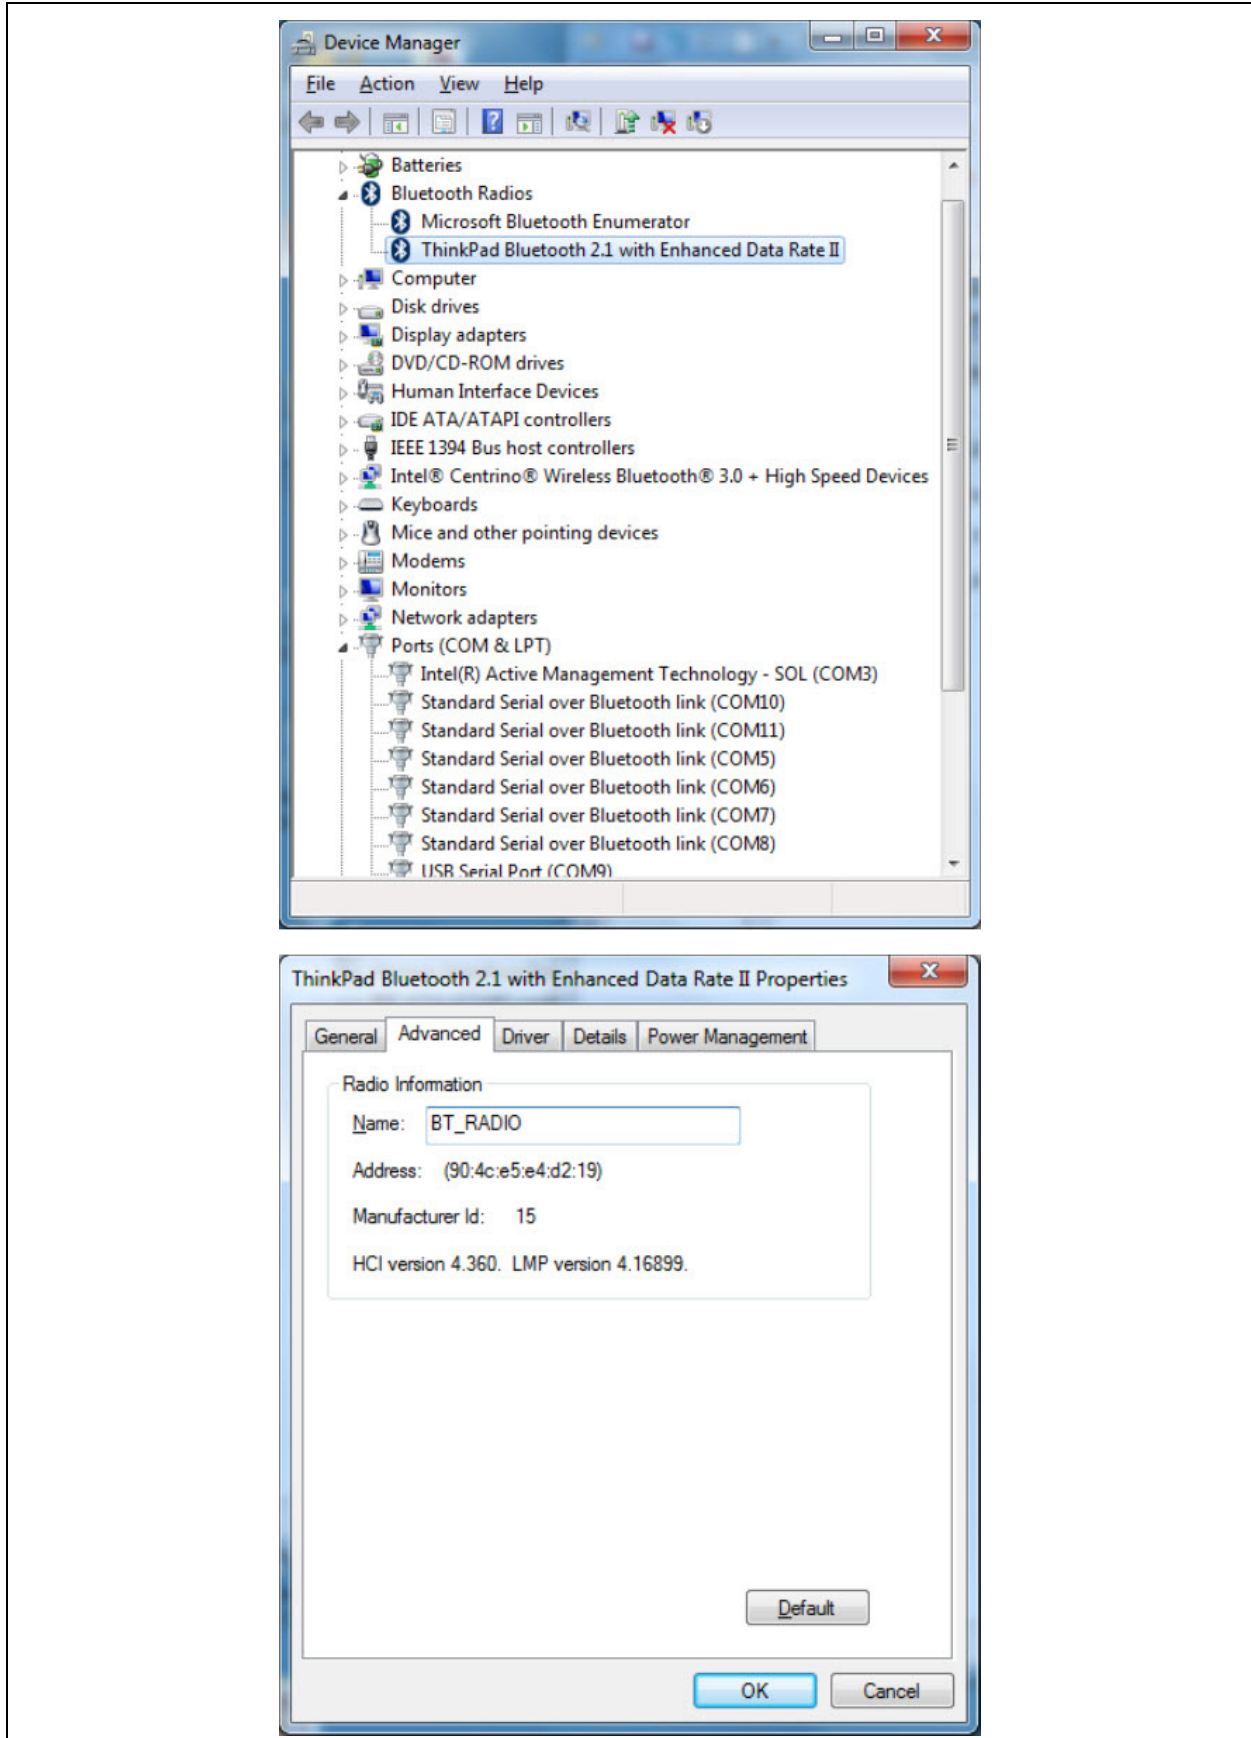 Device Manager
File Action View Help
Batteries
Bluetooth Radios
Microsoft Bluetooth Enumerator
ThinkPad Bluetooth 2.1 with Enhanced Data Rate II
Computer
Disk drives
Display adapters
DVD/CD-ROM drives
Human Interface Devices
IDE ATA/ATAPI controllers
IEEE 1394 Bus host controllers
Intel® Centrino® Wireless Bluetooth® 3.0 + High Speed Devices
Keyboards
Mice and other pointing devices
Modems
Monitors
Network adapters
Ports (COM & LPT)
Intel(R) Active Management Technology - SOL (COM3)
Standard Serial over Bluetooth link (COM10)
Standard Serial over Bluetooth link (COM11)
Standard Serial over Bluetooth link (COM5)
Standard Serial over Bluetooth link (COM6)
Standard Serial over Bluetooth link (COM7)
Standard Serial over Bluetooth link (COM8)
USB Serial Port (COM9)
ThinkPad Bluetooth 2.1 with Enhanced Data Rate II Properties
General Advanced Driver Details Power Management
Radio Information
Name: BT_RADIO
Address: (90:4c:e5:e4:d2:19)
Manufacturer Id: 15
HCI version 4.360. LMP version 4.16899.
Default
OK Cancel